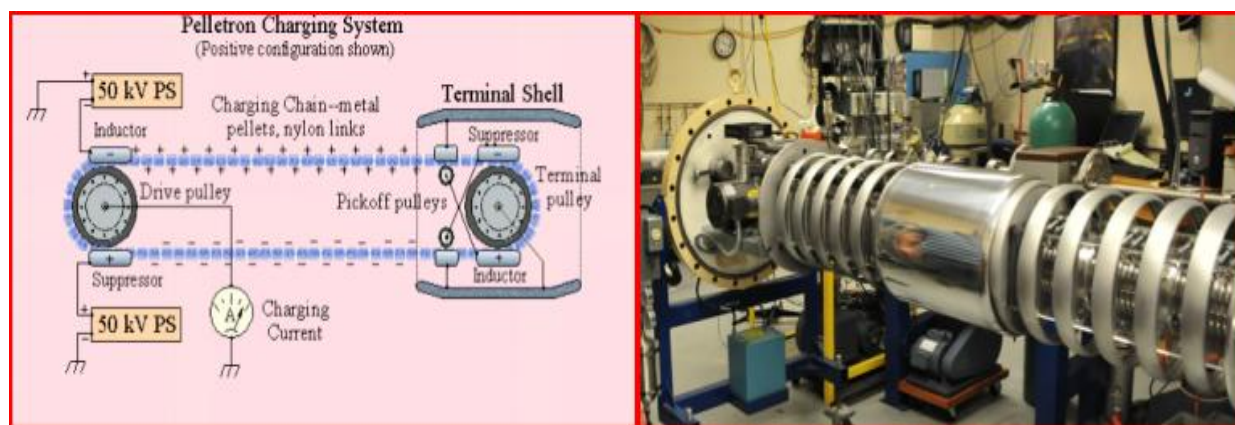 Pelletron Charging System
(Positive configuration shown)
+
50 kV PS
−
Charging Chain--metal
pellets, nylon links
Terminal Shell
Inductor
Suppressor
−
−
+ + + + + + + + + + + + +
+ + + + + + + + + + + + +
Drive pulley
Pickoff pulleys
Terminal
pulley
− − − − − − − − − − − −
− − − − − − − − − − − −
+
+
Suppressor
Inductor
+
50 kV PS
−
A
Charging
Current